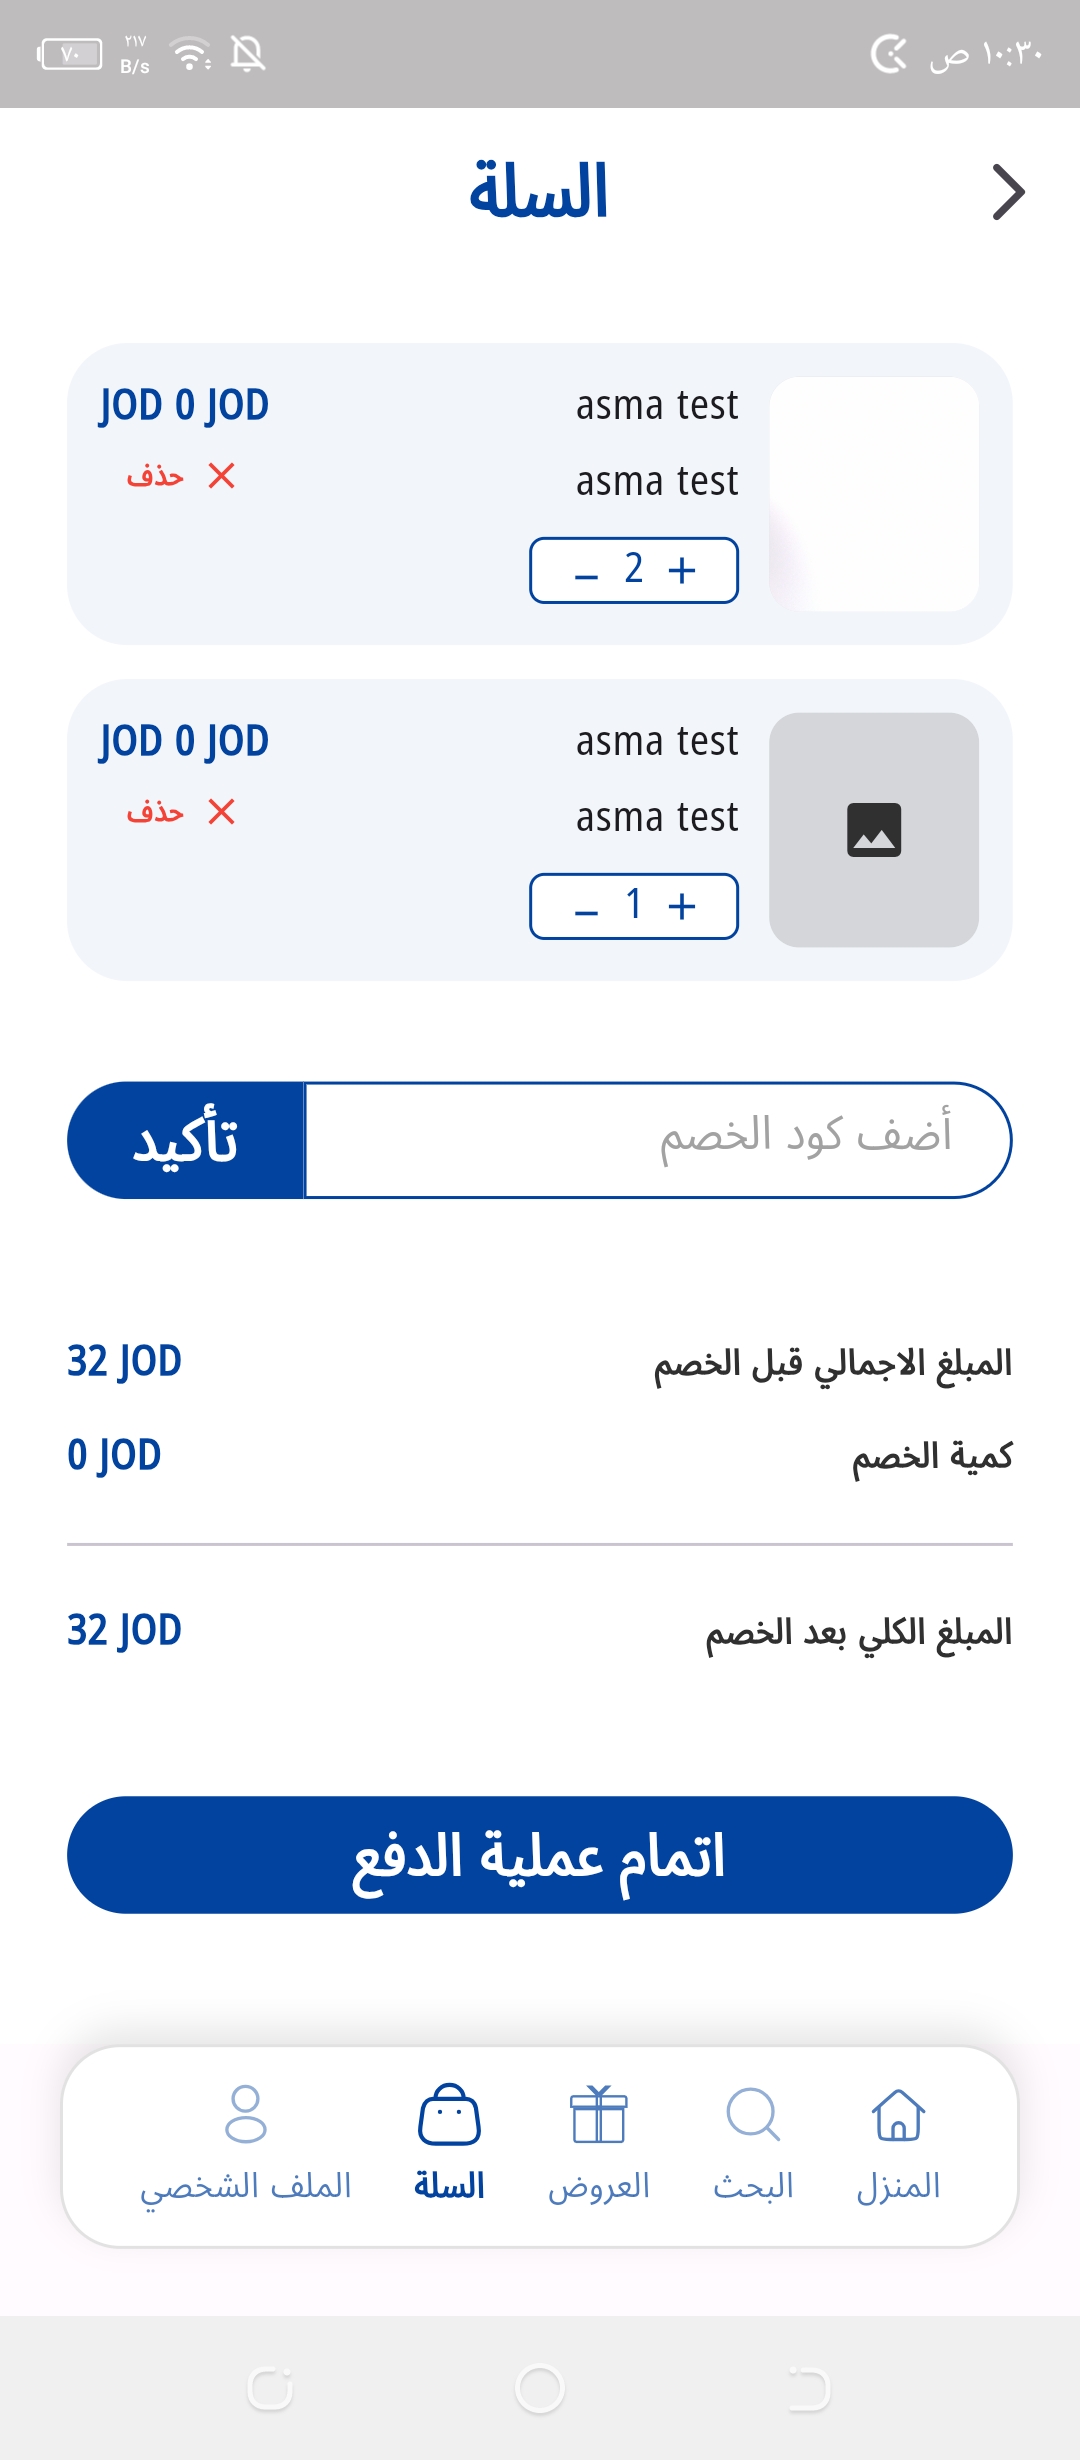 ١٠:٣٠ ص
٢١٧
B/s
٧٠
السلة
asma test
JOD 0 JOD
asma test
حذف
+ 2 –
asma test
JOD 0 JOD
asma test
حذف
+ 1 –
أضف كود الخصم
تأكيد
المبلغ الاجمالي قبل الخصم
32 JOD
كمية الخصم
0 JOD
المبلغ الكلي بعد الخصم
32 JOD
اتمام عملية الدفع
المنزل
البحث
العروض
السلة
الملف الشخصي